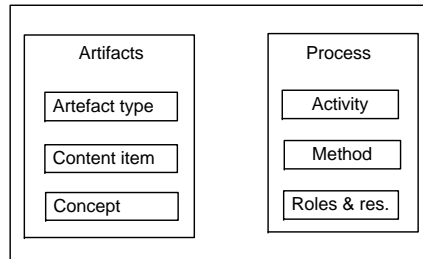 Artifacts
Artefact type
Content item
Concept
Process
Activity
Method
Roles & res.